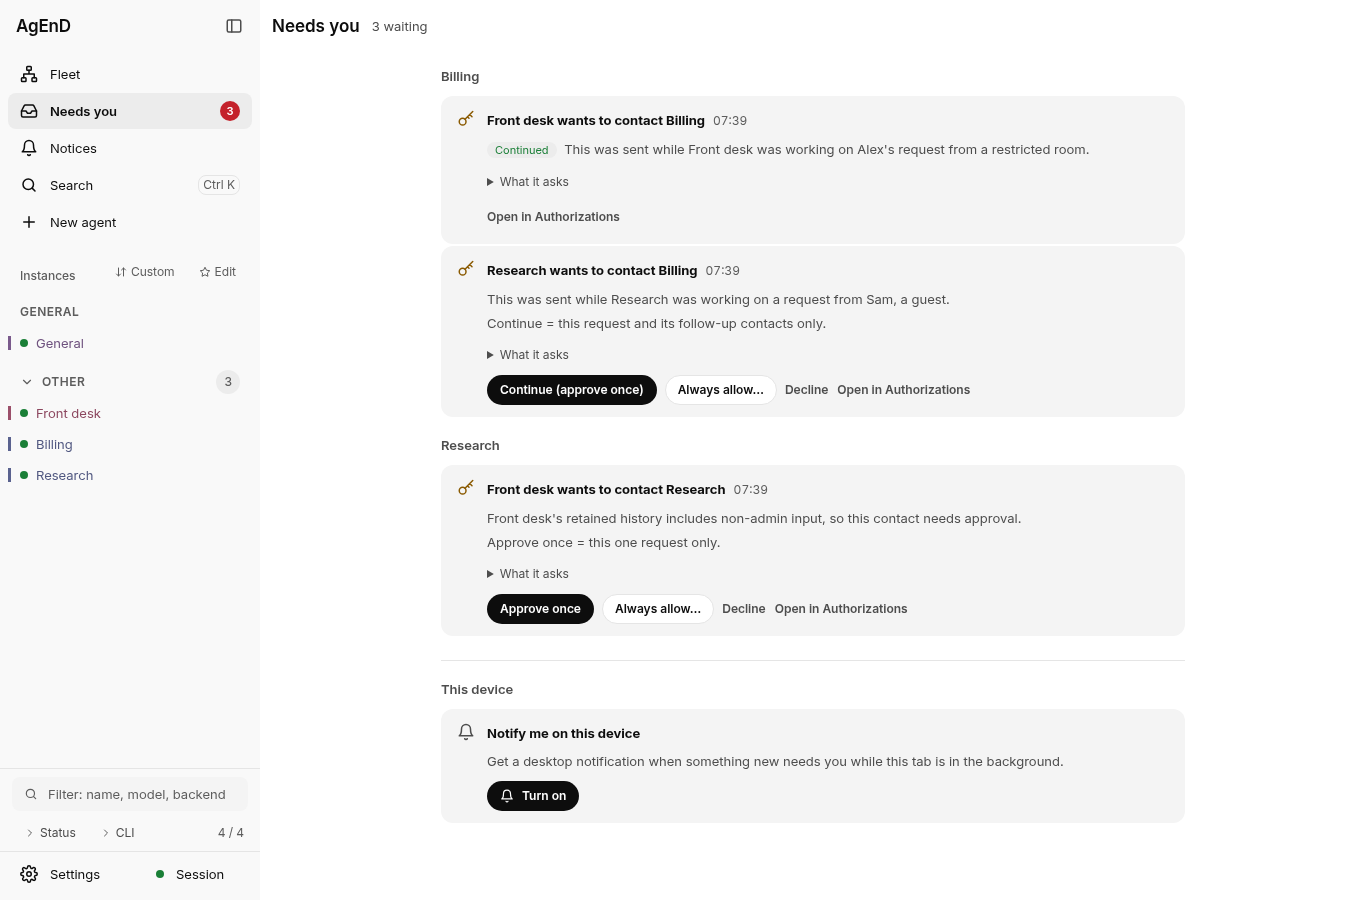 AgEnD
Fleet
Needs you 3
Notices
Search Ctrl K
New agent
Instances Custom Edit
GENERAL
General
OTHER 3
Front desk
Billing
Research
Filter: name, model, backend
Status CLI 4 / 4
Settings Session
Needs you 3 waiting
Billing
Front desk wants to contact Billing 07:39
Continued This was sent while Front desk was working on Alex's request from a restricted room.
What it asks
Open in Authorizations
Research wants to contact Billing 07:39
This was sent while Research was working on a request from Sam, a guest.
Continue = this request and its follow-up contacts only.
What it asks
Continue (approve once) Always allow... Decline Open in Authorizations
Research
Front desk wants to contact Research 07:39
Front desk's retained history includes non-admin input, so this contact needs approval.
Approve once = this one request only.
What it asks
Approve once Always allow... Decline Open in Authorizations
This device
Notify me on this device
Get a desktop notification when something new needs you while this tab is in the background.
Turn on